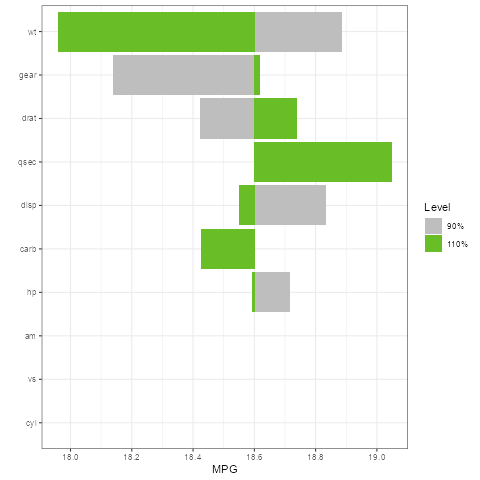 wt
gear
drat
qsec
disp
carb
hp
am
vs
cyl
18.0 18.2 18.4 18.6 18.8 19.0
MPG
Level
90%
110%